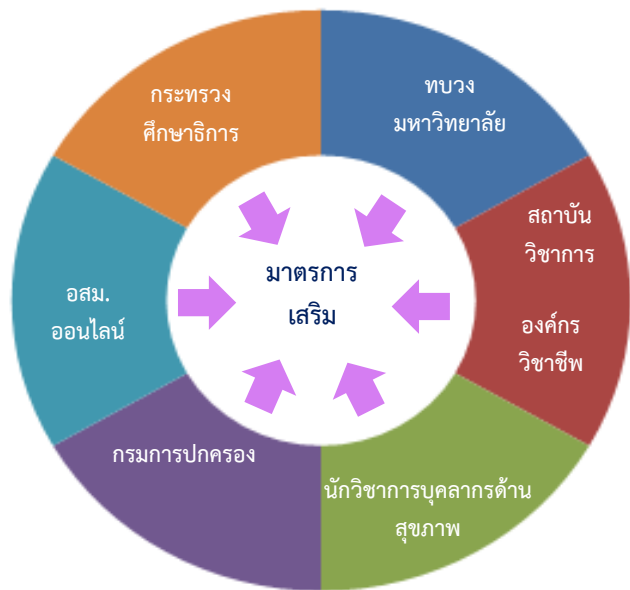 กระทรวง
ศึกษาธิการ
ทบวง
มหาวิทยาลัย
สถาบัน
วิชาการ
องค์กร
วิชาชีพ
นักวิชาการบุคลากรด้าน
สุขภาพ
กรมการปกครอง
อสม.
ออนไลน์
มาตรการ
เสริม